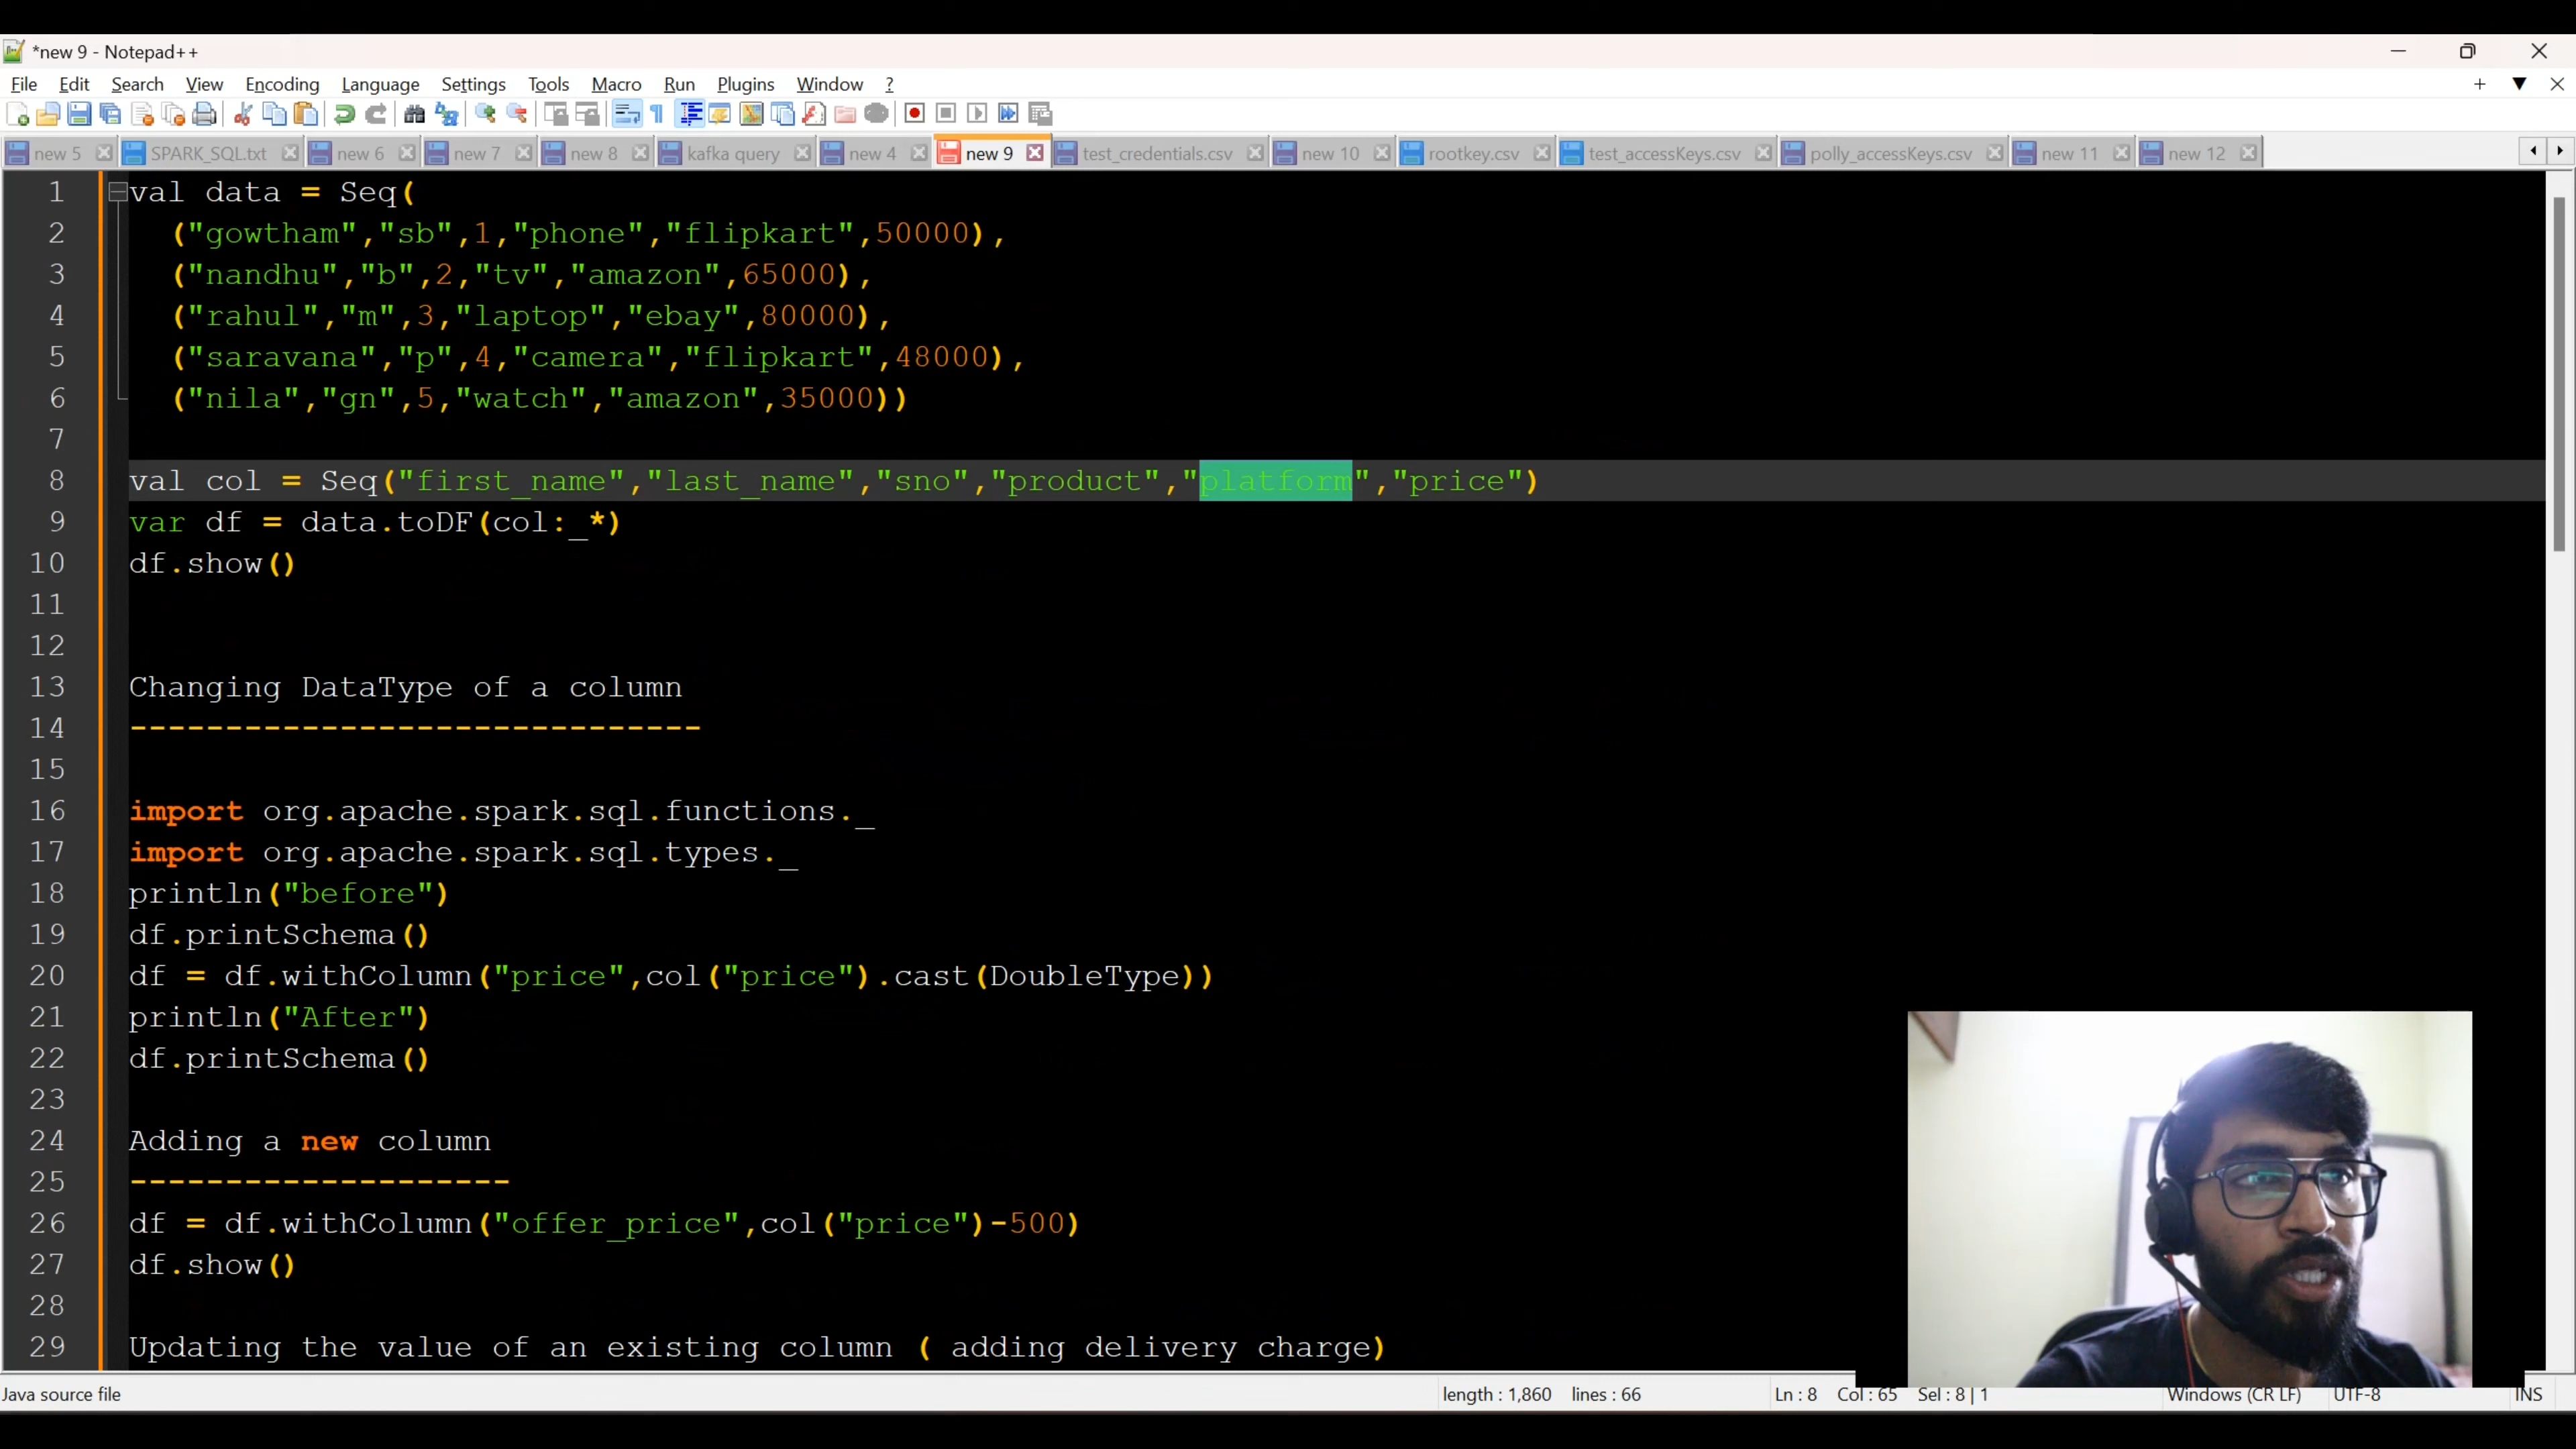 *new 9 - Notepad++
File Edit Search View Encoding Language Settings Tools Macro Run Plugins Window ?
new 5 SPARK_SQL.txt new 6 new 7 new 8 kafka query new 4 new 9 test_credentials.csv new 10 rootkey.csv test_accessKeys.csv polly_accessKeys.csv new 11 new 12
1 val data = Seq(
2 ("gowtham","sb",1,"phone","flipkart",50000),
3 ("nandhu","b",2,"tv","amazon",65000),
4 ("rahul","m",3,"laptop","ebay",80000),
5 ("saravana","p",4,"camera","flipkart",48000),
6 ("nila","gn",5,"watch","amazon",35000))
7
8 val col = Seq("first_name","last_name","sno","product","platform","price")
9 var df = data.toDF(col:_*)
10 df.show()
11
12
13 Changing DataType of a column
14 ------------------------------
15
16 import org.apache.spark.sql.functions._
17 import org.apache.spark.sql.types._
18 println("before")
19 df.printSchema()
20 df = df.withColumn("price",col("price").cast(DoubleType))
21 println("After")
22 df.printSchema()
23
24 Adding a new column
25 --------------------
26 df = df.withColumn("offer_price",col("price")-500)
27 df.show()
28
29 Updating the value of an existing column ( adding delivery charge)
Java source file length : 1,860 lines : 66 Ln : 8 Col : 65 Sel : 8 | 1 Windows (CR LF) UTF-8 INS